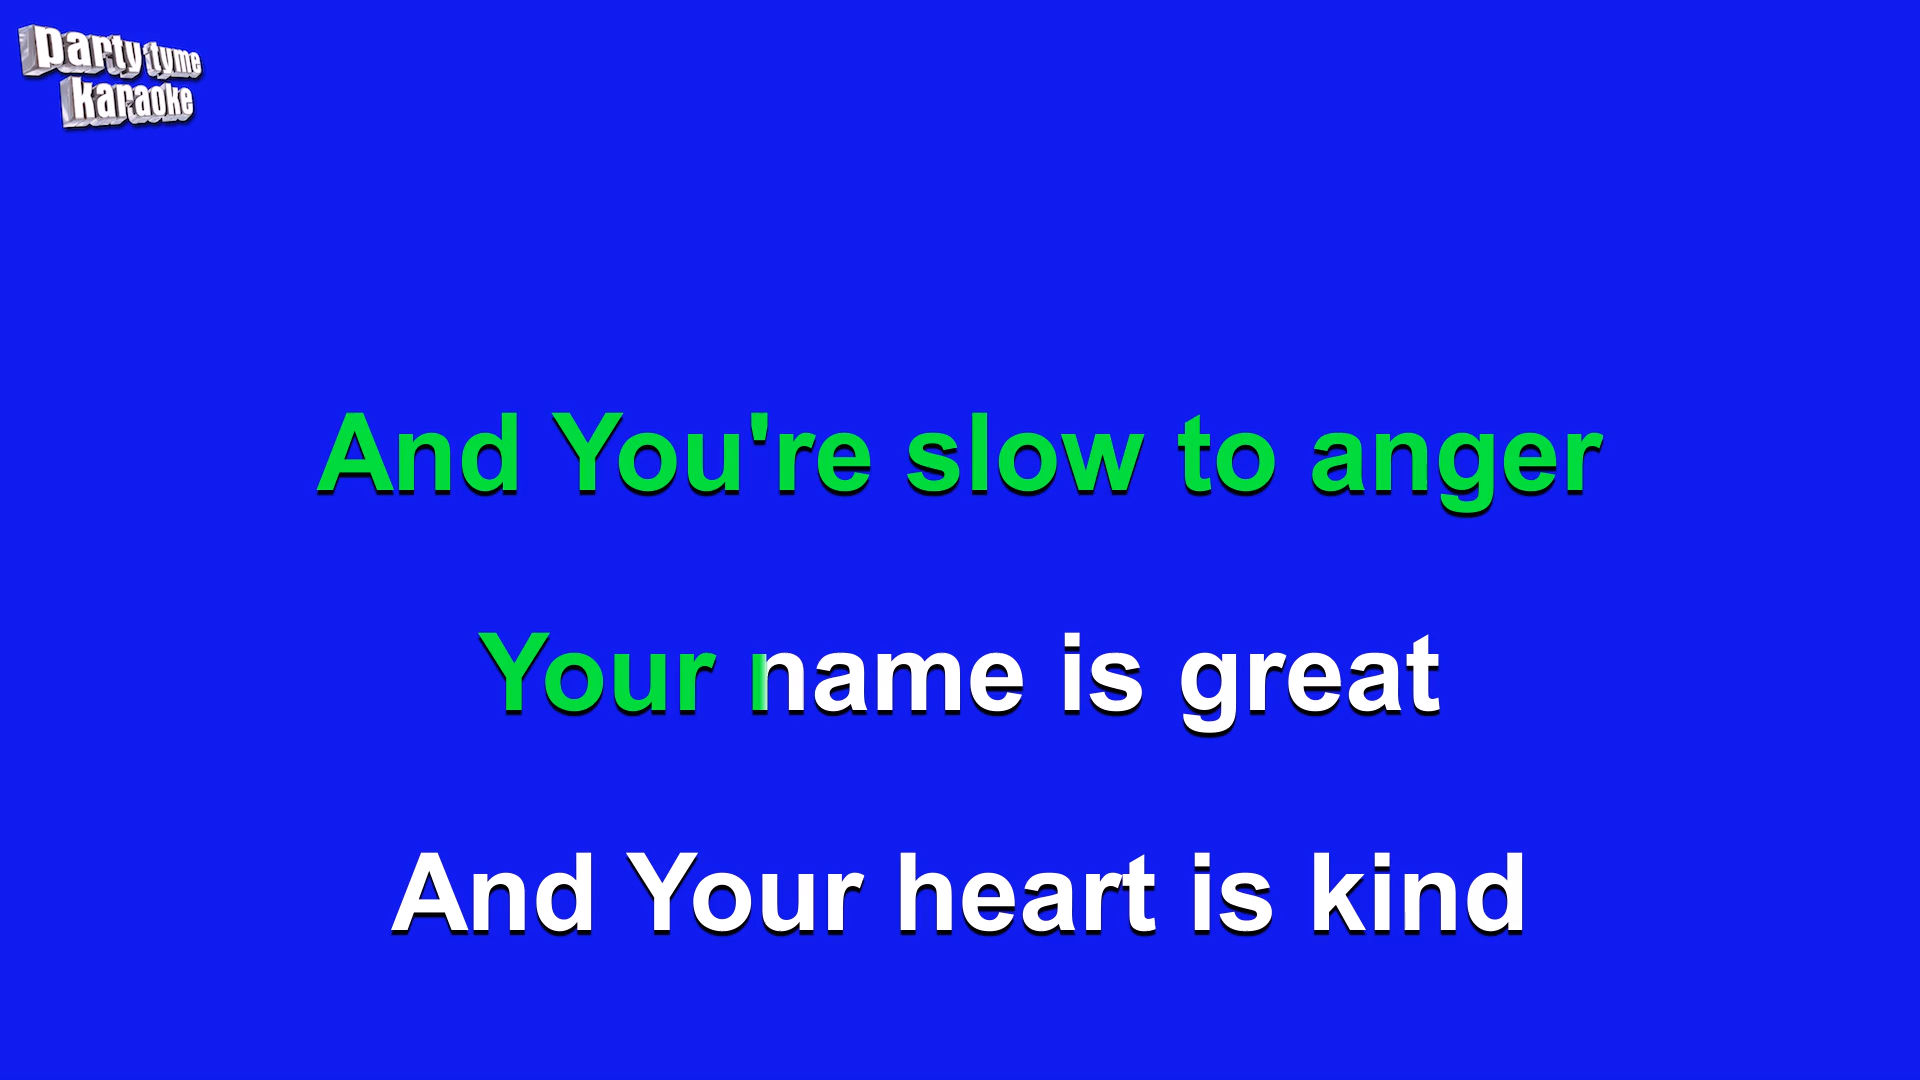 party tyme
karaoke
And You're slow to anger
Your name is great
And Your heart is kind